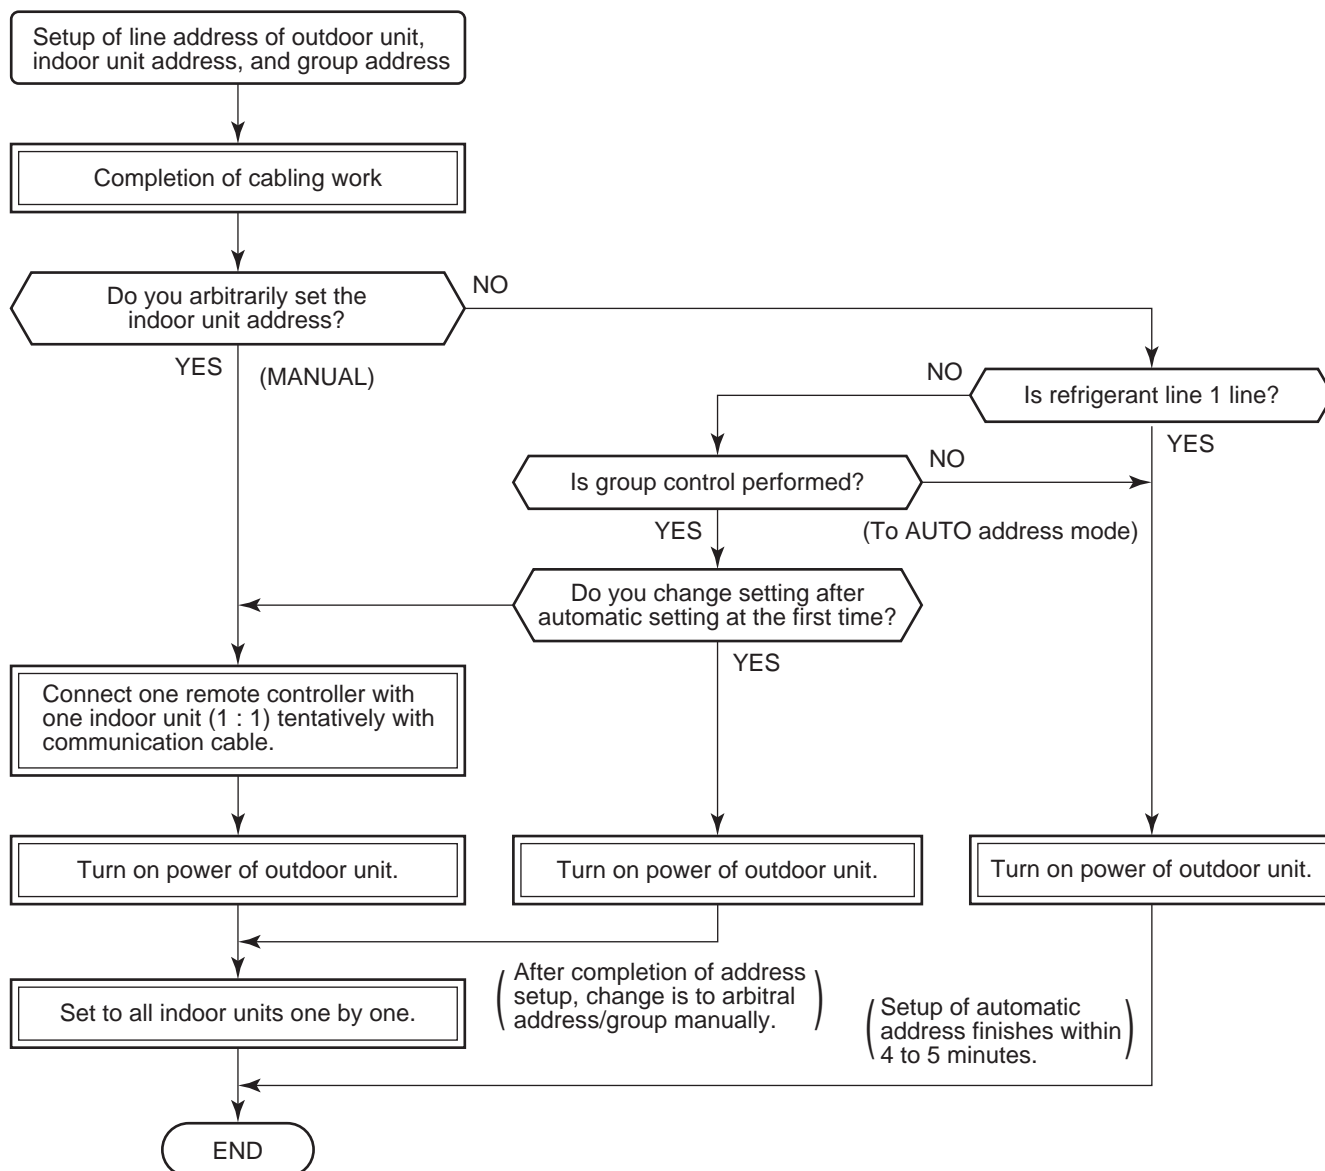 Setup of line address of outdoor unit,
indoor unit address, and group address
Completion of cabling work
Do you arbitrarily set the
indoor unit address?
NO
YES
(MANUAL)
NO
Is refrigerant line 1 line?
YES
Is group control performed?
NO
YES
(To AUTO address mode)
Do you change setting after
automatic setting at the first time?
YES
Connect one remote controller with
one indoor unit (1 : 1) tentatively with
communication cable.
Turn on power of outdoor unit.
Turn on power of outdoor unit.
Turn on power of outdoor unit.
(After completion of address
setup, change is to arbitral
address/group manually.)
Set to all indoor units one by one.
(Setup of automatic
address finishes within
4 to 5 minutes.)
END